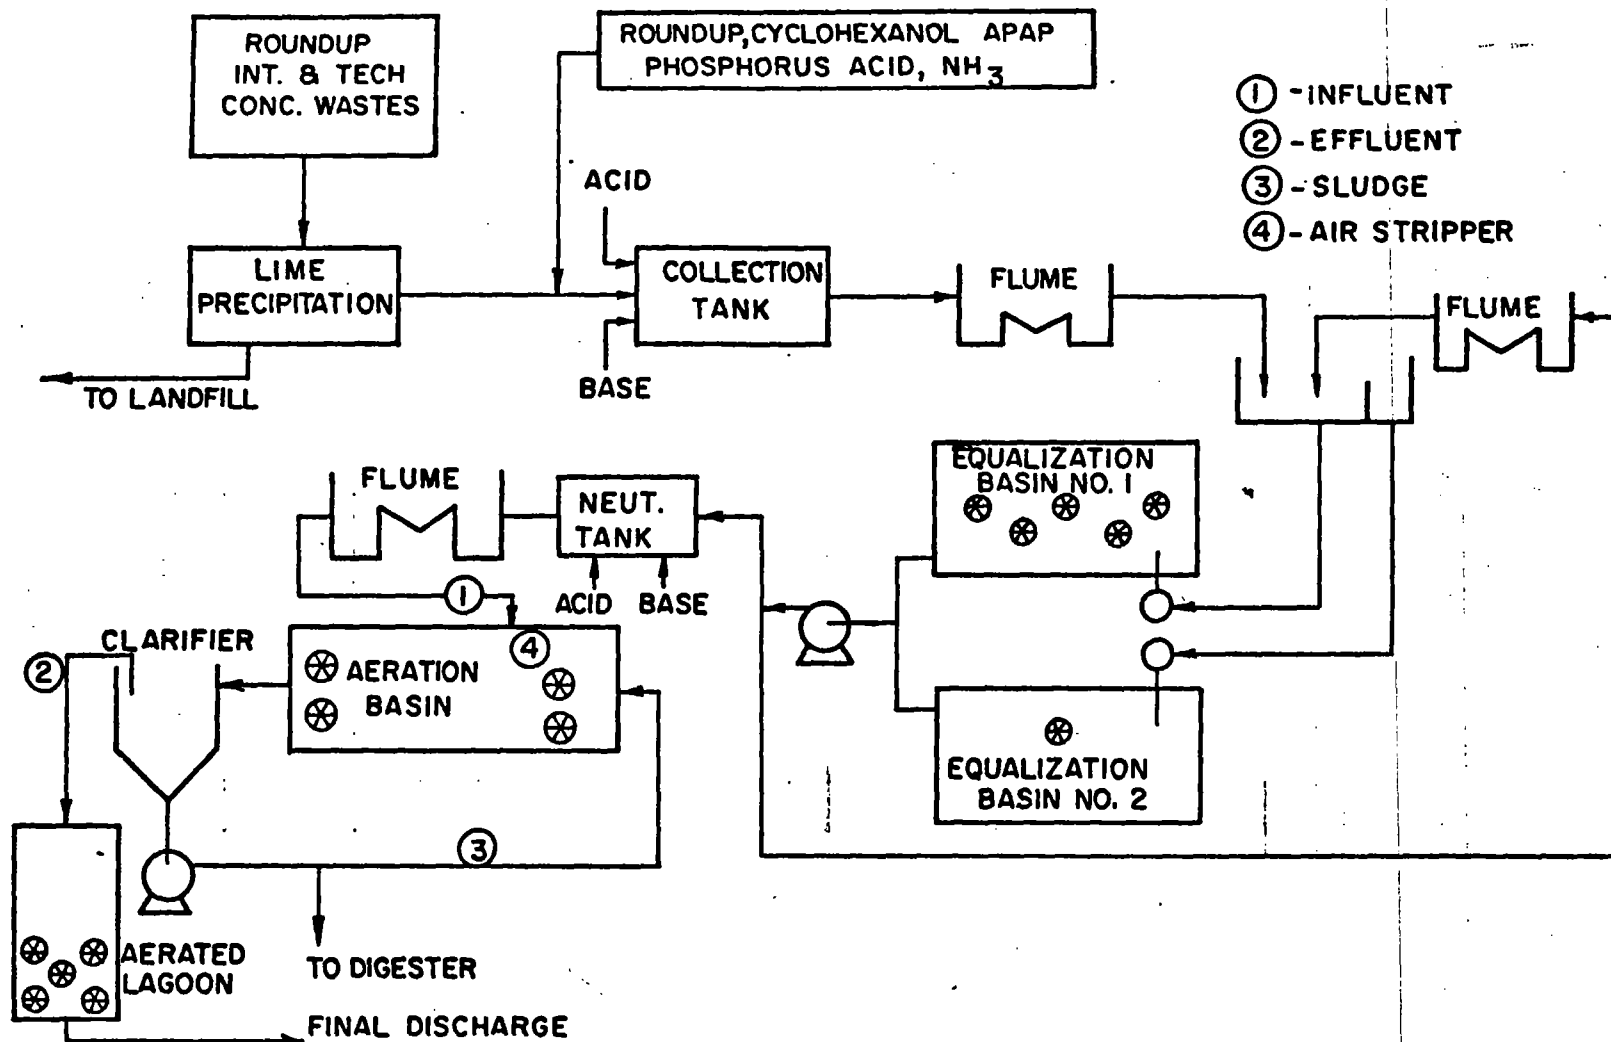 ROUNDUP
INT. & TECH
CONC. WASTES
ROUNDUP,CYCLOHEXANOL APAP
PHOSPHORUS ACID, NH3
① -INFLUENT
② -EFFLUENT
③ -SLUDGE
④ -AIR STRIPPER
ACID
LIME
PRECIPITATION
COLLECTION
TANK
FLUME
FLUME
BASE
TO LANDFILL
FLUME
NEUT.
TANK
EQUALIZATION
BASIN NO. 1
①
ACID
BASE
CLARIFIER
②
④
AERATION
BASIN
EQUALIZATION
BASIN NO. 2
③
AERATED
LAGOON
TO DIGESTER
FINAL DISCHARGE